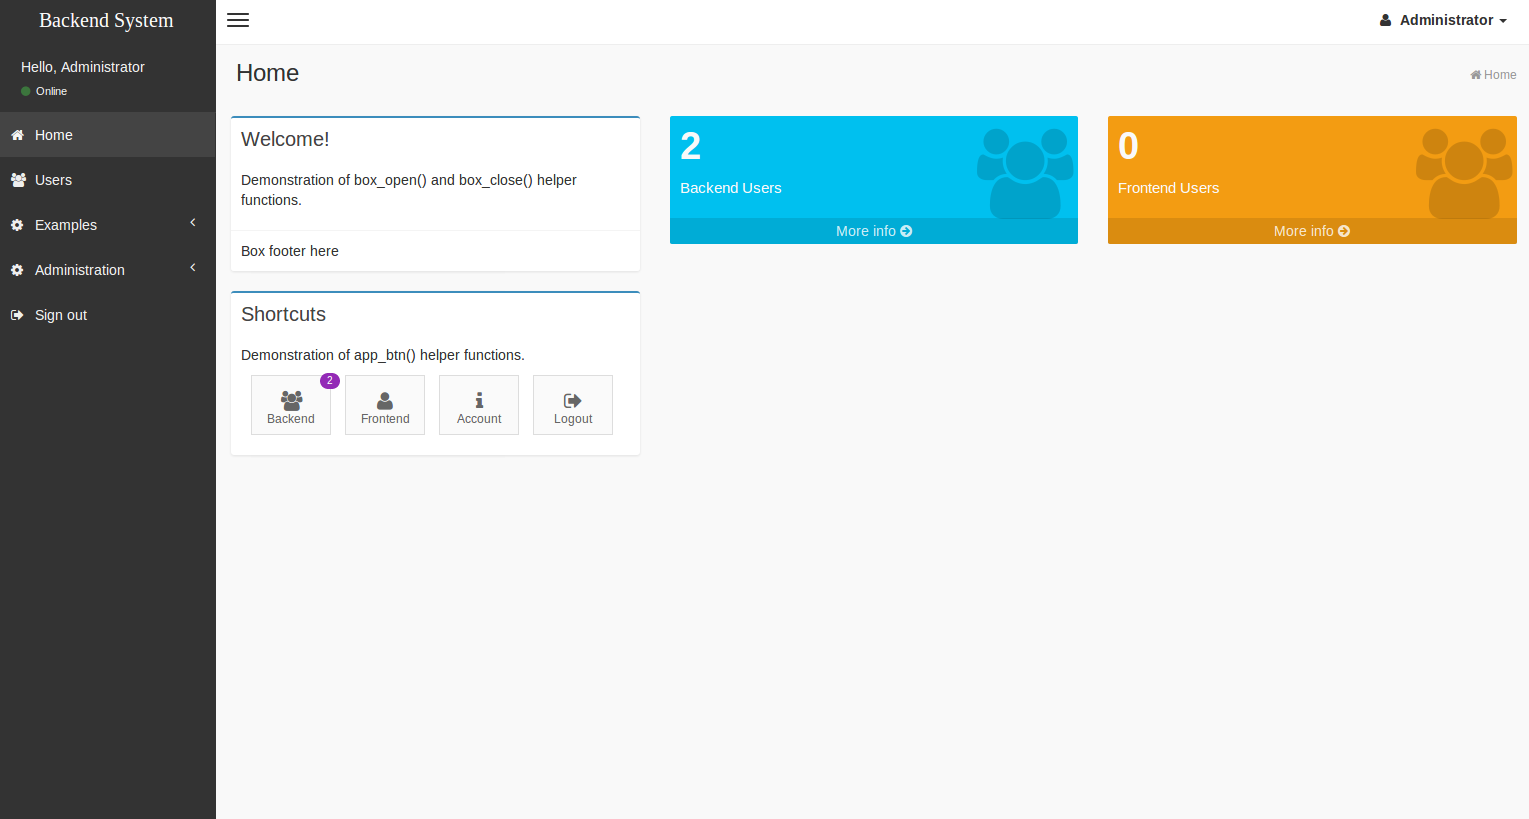 Backend System
Administrator
Hello, Administrator
Online
Home
Users
Examples
Administration
Sign out
Home
Home
Welcome!
Demonstration of box_open() and box_close() helper
functions.
Box footer here
2
Backend Users
More info
0
Frontend Users
More info
Shortcuts
Demonstration of app_btn() helper functions.
2
Backend
Frontend
Account
Logout